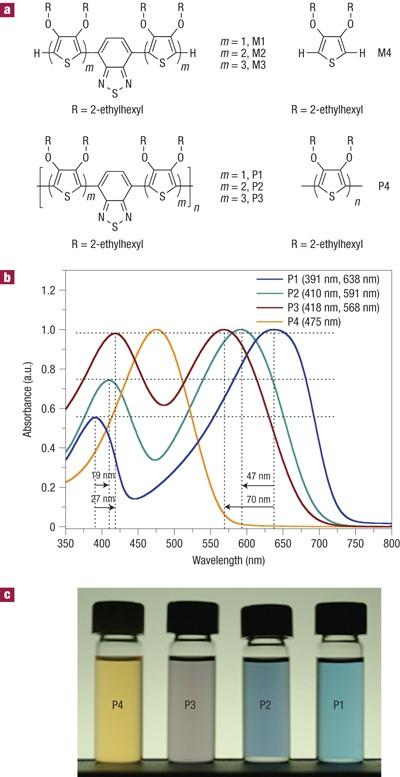 a
R R R R
O O O O
H ( S ) m N N S ( S ) m H
m = 1, M1
m = 2, M2
m = 3, M3
R = 2-ethylhexyl
R R
O O
H S H
M4
R = 2-ethylhexyl
R R R R
O O O O
[ ( S ) m N N S ( S ) m ] n
m = 1, P1
m = 2, P2
m = 3, P3
R = 2-ethylhexyl
R R
O O
( S ) n
P4
R = 2-ethylhexyl
b
P1 (391 nm, 638 nm)
P2 (410 nm, 591 nm)
P3 (418 nm, 568 nm)
P4 (475 nm)
1.2
1.0
0.8
0.6
0.4
0.2
0
Absorbance (a.u.)
19 nm
27 nm
47 nm
70 nm
350 400 450 500 550 600 650 700 750 800
Wavelength (nm)
c
P4 P3 P2 P1